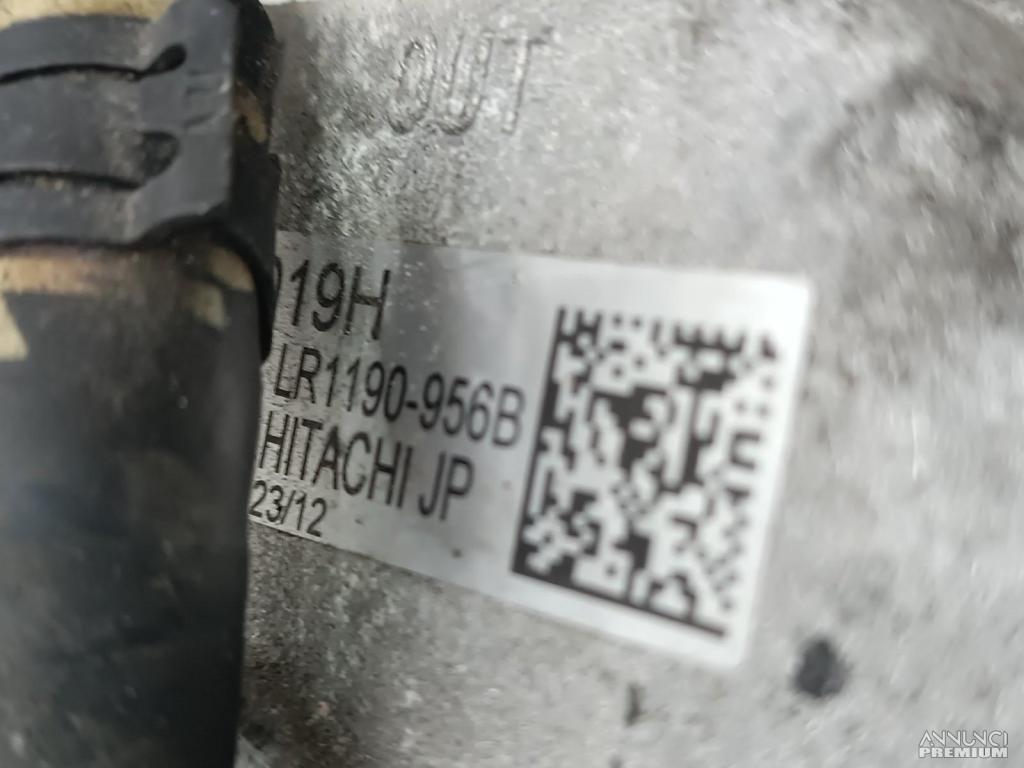 OUT
019H
LR1190-956B
HITACHI JP
23/12
ANNUNCI
PREMIUM